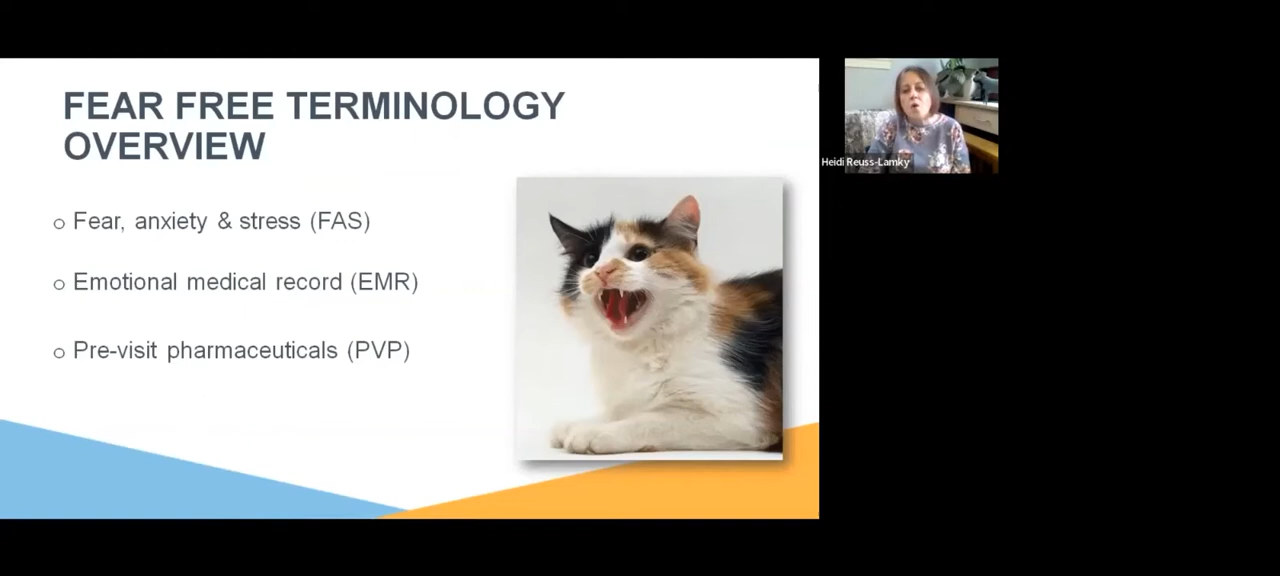 FEAR FREE TERMINOLOGY
OVERVIEW
o Fear, anxiety & stress (FAS)
o Emotional medical record (EMR)
o Pre-visit pharmaceuticals (PVP)
Heidi Reuss-Lamky